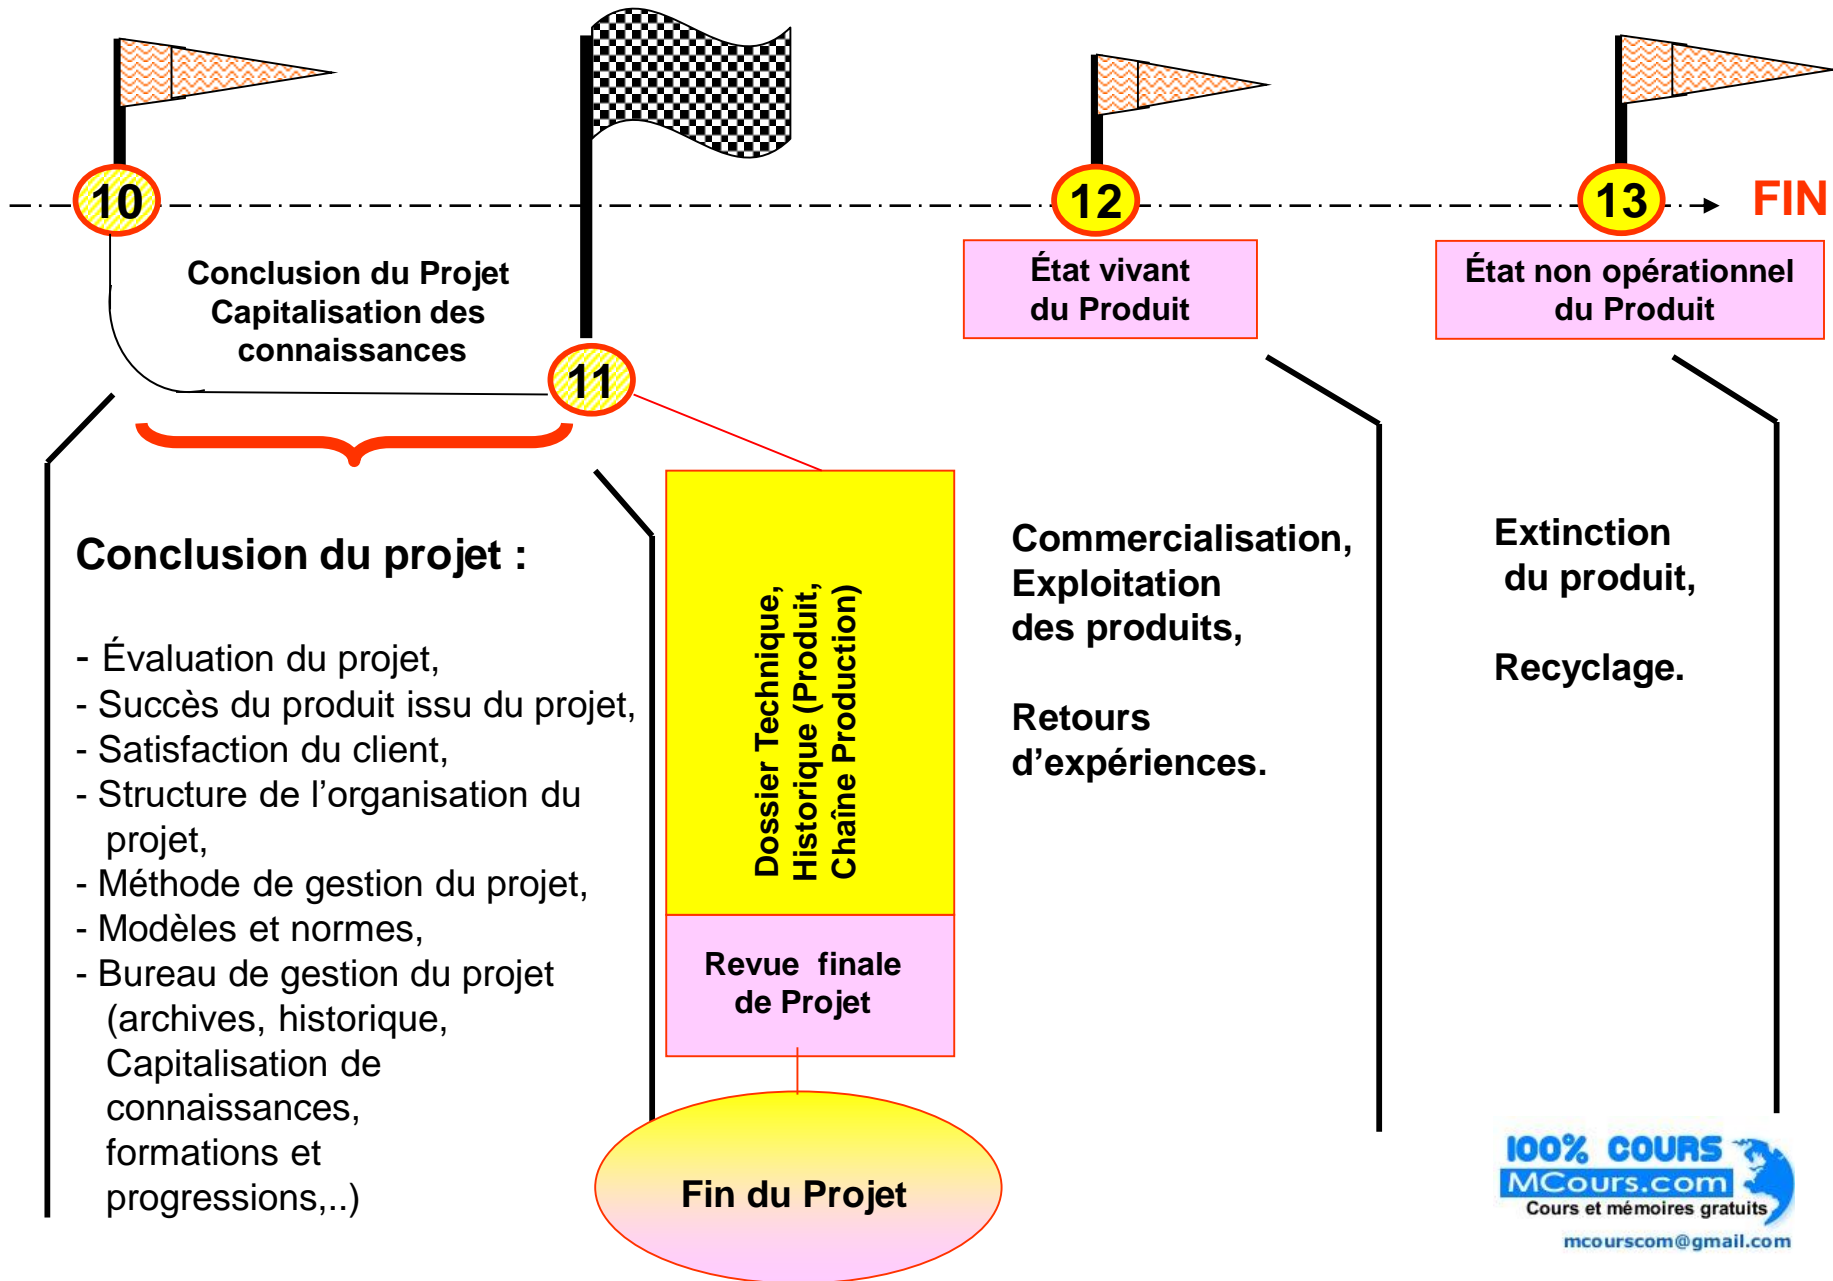 10
12
13
FIN
Conclusion du Projet
Capitalisation des
connaissances
11
État vivant
du Produit
État non opérationnel
du Produit
Conclusion du projet :
- Évaluation du projet,
- Succès du produit issu du projet,
- Satisfaction du client,
- Structure de l’organisation du
projet,
- Méthode de gestion du projet,
- Modèles et normes,
- Bureau de gestion du projet
(archives, historique,
Capitalisation de
connaissances,
formations et
progressions,..)
Dossier Technique,
Historique (Produit,
Chaîne Production)
Revue finale
de Projet
Fin du Projet
Commercialisation,
Exploitation
des produits,
Retours
d’expériences.
Extinction
du produit,
Recyclage.
100% COURS
MCours.com
Cours et mémoires gratuits
mcourscom@gmail.com